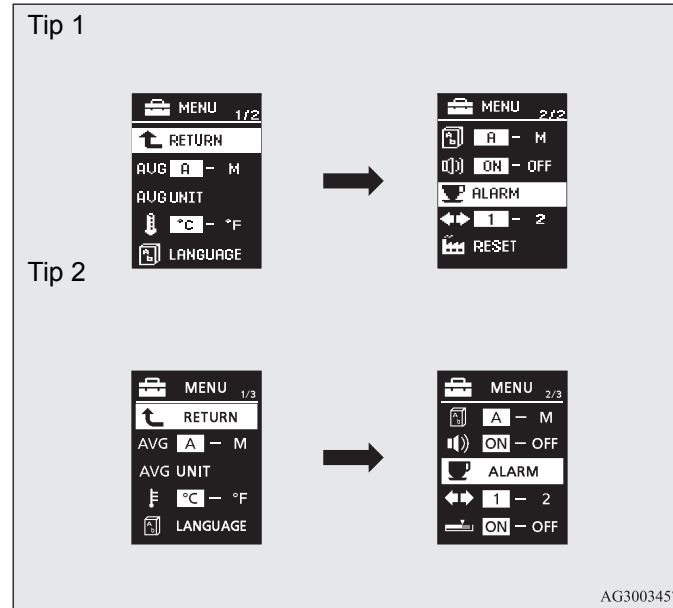 Tip 1
MENU 1/2
RETURN
AVG A - M
AVG UNIT
°C - °F
LANGUAGE
MENU 2/2
A - M
ON - OFF
ALARM
1 - 2
RESET
Tip 2
MENU 1/3
RETURN
AVG A - M
AVG UNIT
°C - °F
LANGUAGE
MENU 2/3
A - M
ON - OFF
ALARM
1 - 2
ON - OFF